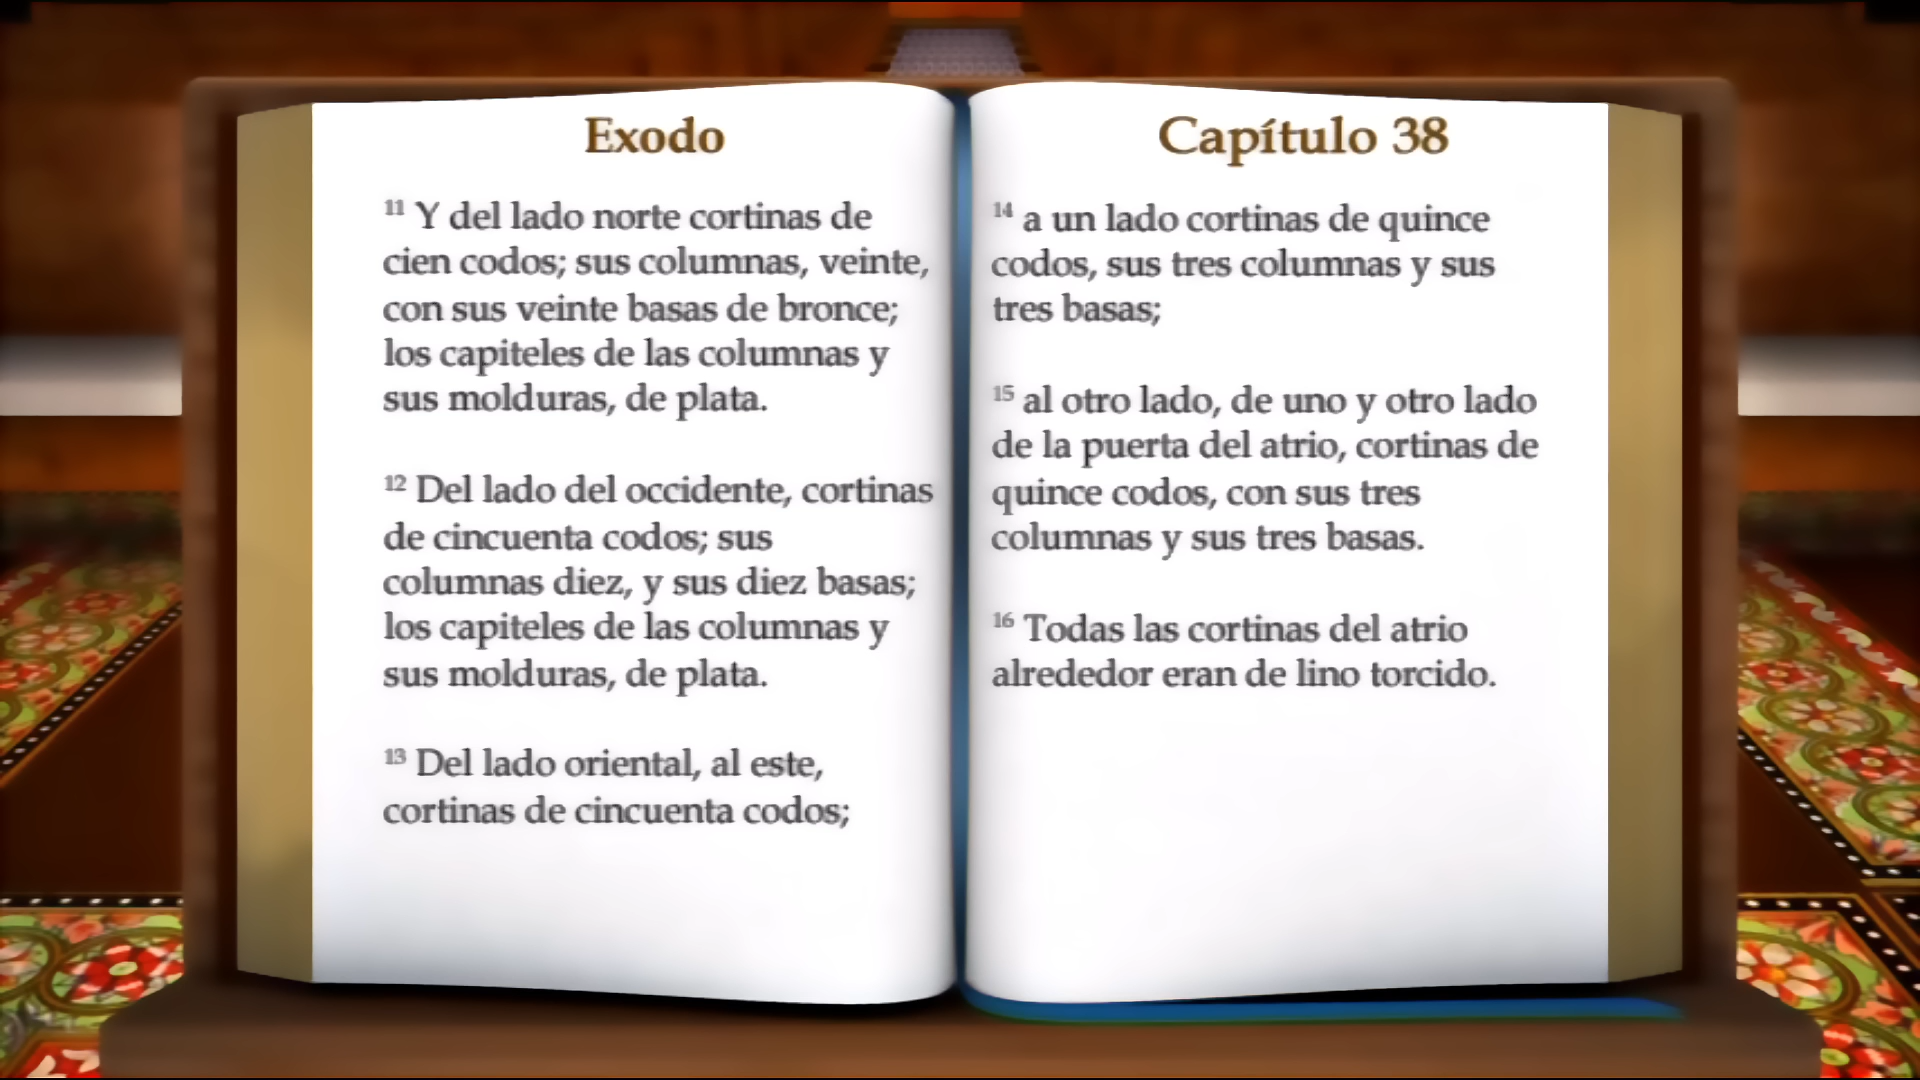 Exodo
11 Y del lado norte cortinas de
cien codos; sus columnas, veinte,
con sus veinte basas de bronce;
los capiteles de las columnas y
sus molduras, de plata.
12 Del lado del occidente, cortinas
de cincuenta codos; sus
columnas diez, y sus diez basas;
los capiteles de las columnas y
sus molduras, de plata.
13 Del lado oriental, al este,
cortinas de cincuenta codos;
Capítulo 38
14 a un lado cortinas de quince
codos, sus tres columnas y sus
tres basas;
15 al otro lado, de uno y otro lado
de la puerta del atrio, cortinas de
quince codos, con sus tres
columnas y sus tres basas.
16 Todas las cortinas del atrio
alrededor eran de lino torcido.